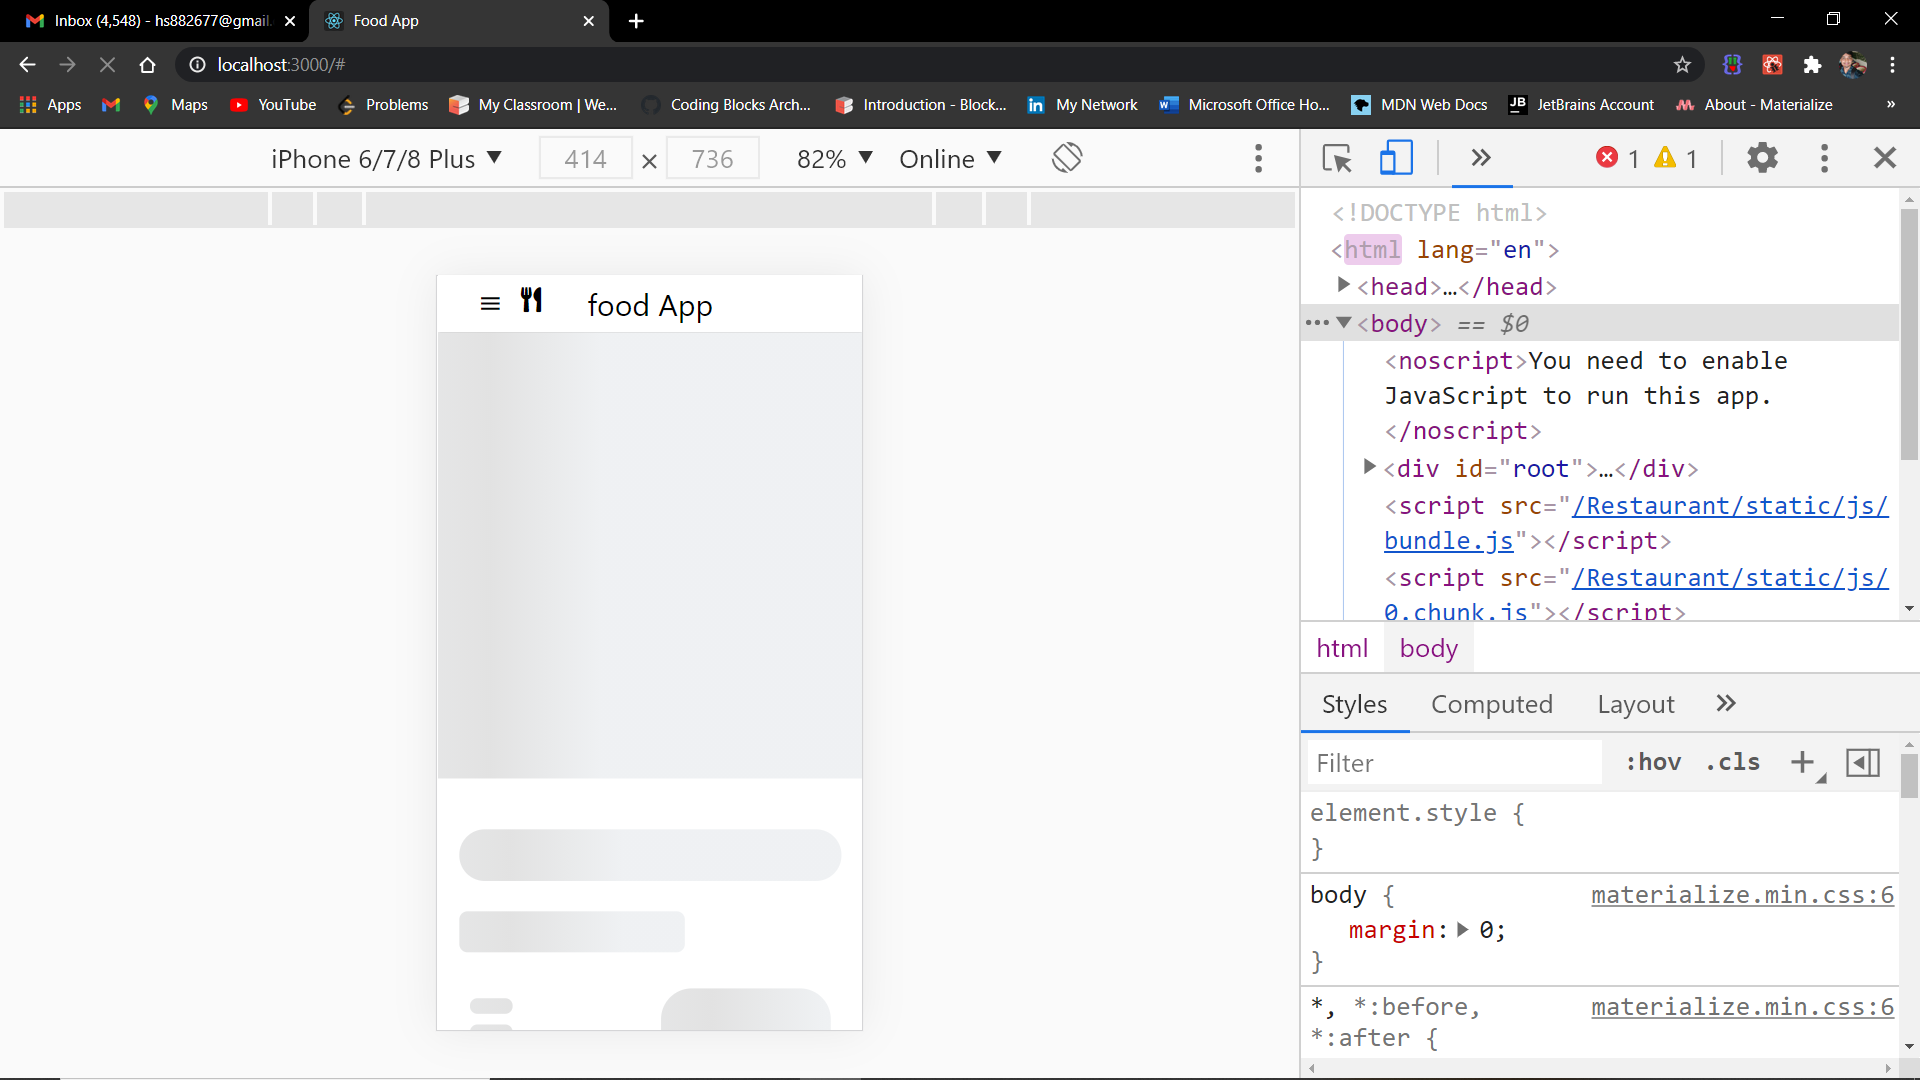 Inbox (4,548) - hs882677@gmail.
Food App
localhost:3000/#
Apps
Maps
YouTube
Problems
My Classroom | We...
Coding Blocks Arch...
Introduction - Block...
My Network
Microsoft Office Ho...
MDN Web Docs
JetBrains Account
About - Materialize
»
iPhone 6/7/8 Plus
414 × 736
82%
Online
1 1
food App
<!DOCTYPE html>
<html lang="en">
<head>…</head>
<body> == $0
<noscript>You need to enable
JavaScript to run this app.
</noscript>
<div id="root">…</div>
<script src="/Restaurant/static/js/
bundle.js"></script>
<script src="/Restaurant/static/js/
0.chunk.js"></script>
html body
Styles Computed Layout
Filter :hov .cls
element.style {
}
body { materialize.min.css:6
margin: 0;
}
*, *:before, materialize.min.css:6
*:after {